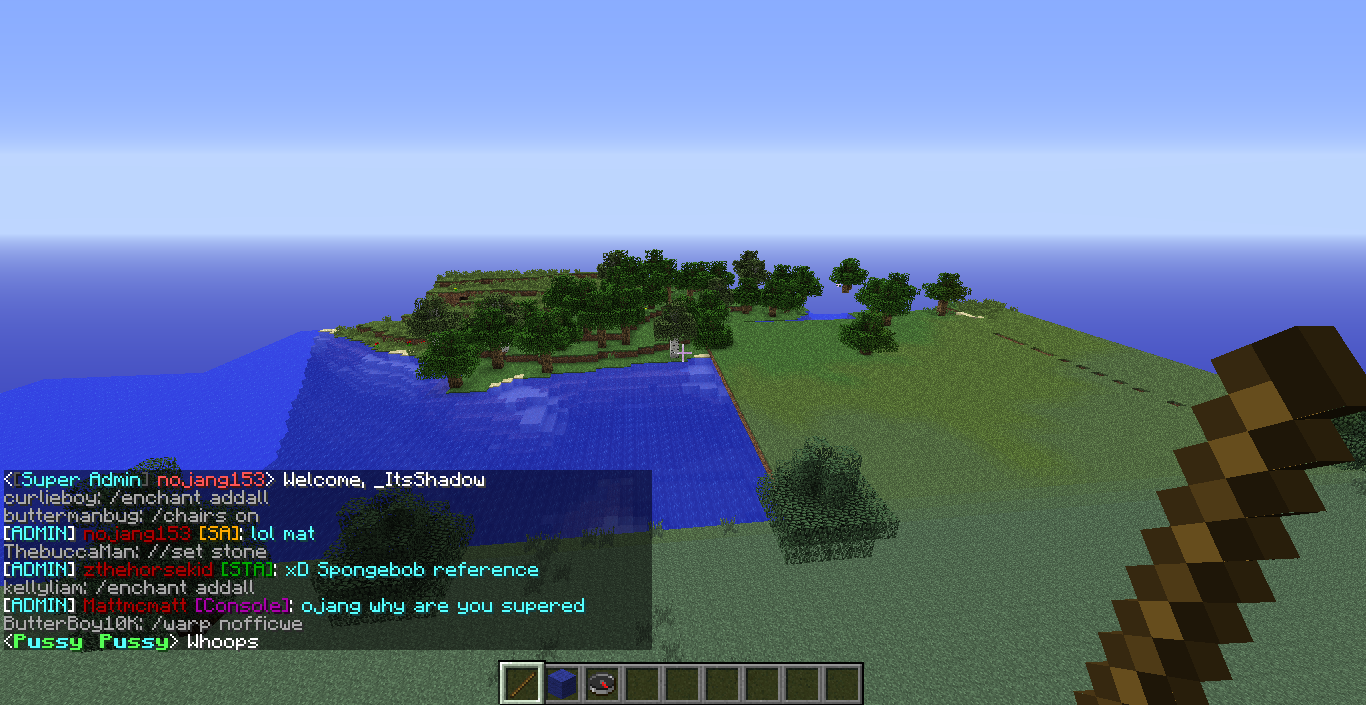 <[Super Admin] nojang153> Welcome, _ItsShadow
curlieboy: /enchant addall
buttermanbug: /chairs on
[ADMIN] nojang153 [SA]: lol mat
ThebuccaMan: //set stone
[ADMIN] zthehorsekid [STA]: xD Spongebob reference
kellyliam: /enchant addall
[ADMIN] Mattmcmatt [Console]: ojang why are you supered
ButterBoy10K: /warp nofficwe
<Pussy Pussy> Whoops